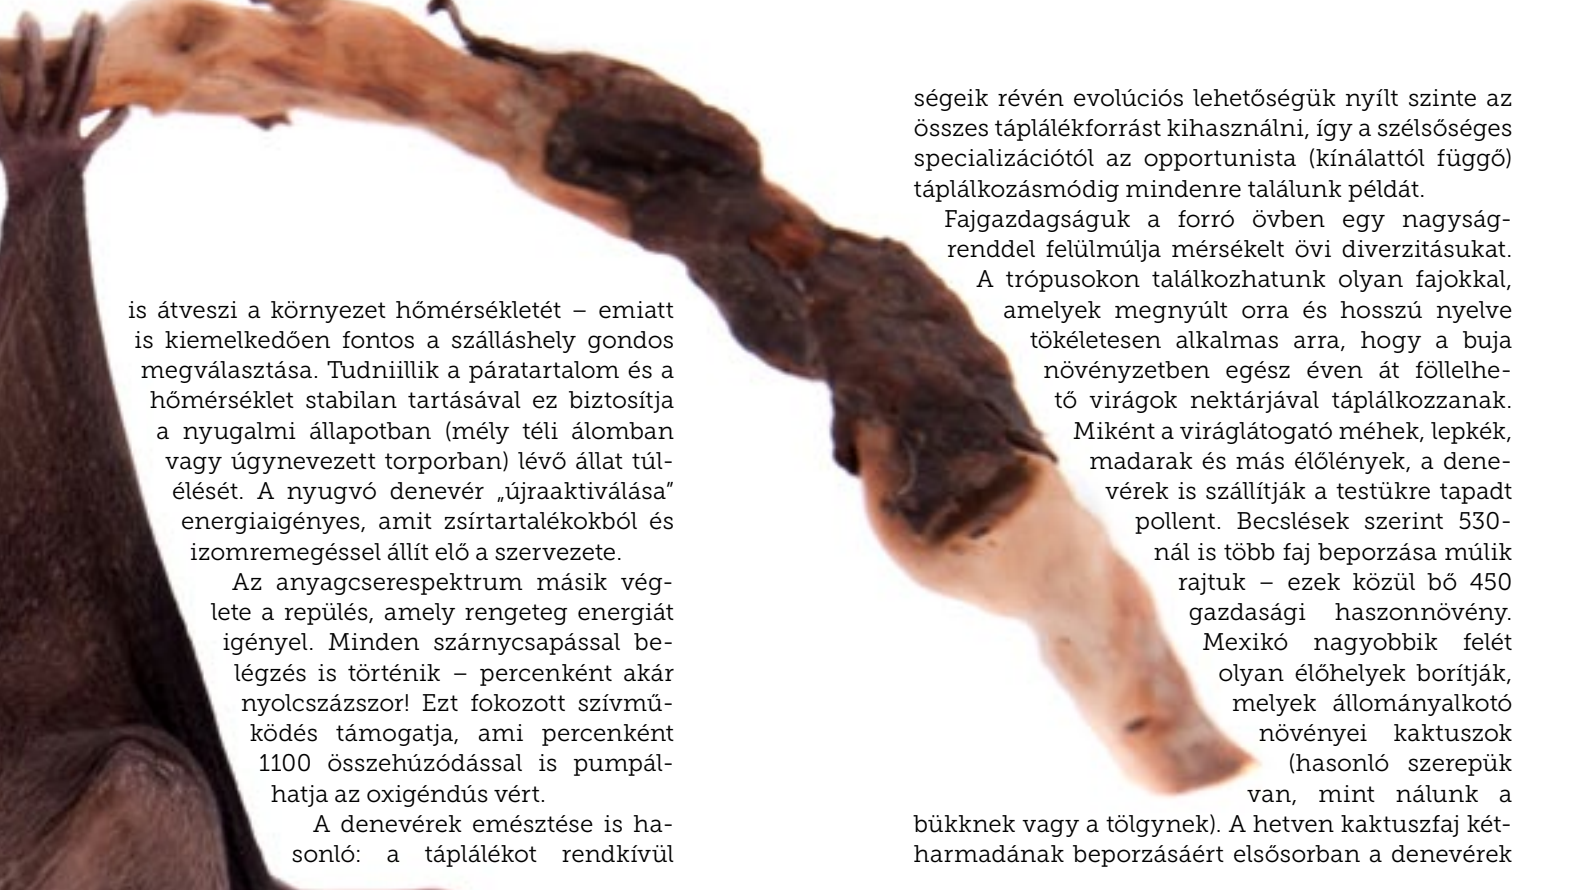 is átveszi a környezet hőmérsékletét – emiatt
is kiemelkedően fontos a szálláshely gondos
megválasztása. Tudniillik a páratartalom és a
hőmérséklet stabilan tartásával ez biztosítja
a nyugalmi állapotban (mély téli álomban
vagy úgynevezett torporban) lévő állat túl-
élését. A nyugvó denevér „újraaktiválása”
energiaigényes, amit zsírtartalékokból és
izomremegéssel állít elő a szervezete.
Az anyagcserespektrum másik vég-
lete a repülés, amely rengeteg energiát
igényel. Minden szárnycsapással be-
légzés is történik – percenként akár
nyolcszázszor! Ezt fokozott szívmű-
ködés támogatja, ami percenként
1100 összehúzódással is pumpál-
hatja az oxigéndús vért.
A denevérek emésztése is ha-
sonló: a táplálékot rendkívül
ségeik révén evolúciós lehetőségük nyílt szinte az
összes táplálékforrást kihasználni, így a szélsőséges
specializációtól az opportunista (kínálattól függő)
táplálkozásmódig mindenre találunk példát.
Fajgazdagságuk a forró övben egy nagyság-
renddel felülmúlja mérsékelt övi diverzitásukat.
A trópusokon találkozhatunk olyan fajokkal,
amelyek megnyúlt orra és hosszú nyelve
tökéletesen alkalmas arra, hogy a buja
növényzetben egész éven át föllelhe-
tő virágok nektárjával táplálkozzanak.
Miként a viráglátogató méhek, lepkék,
madarak és más élőlények, a dene-
vérek is szállítják a testükre tapadt
pollent. Becslések szerint 530-
nál is több faj beporzása múlik
rajtuk – ezek közül bő 450
gazdasági haszonnövény.
Mexikó nagyobbik felét
olyan élőhelyek borítják,
melyek állományalkotó
növényei kaktuszok
(hasonló szerepük
van, mint nálunk a
bükknek vagy a tölgynek). A hetven kaktuszfaj két-
harmadának beporzásáért elsősorban a denevérek